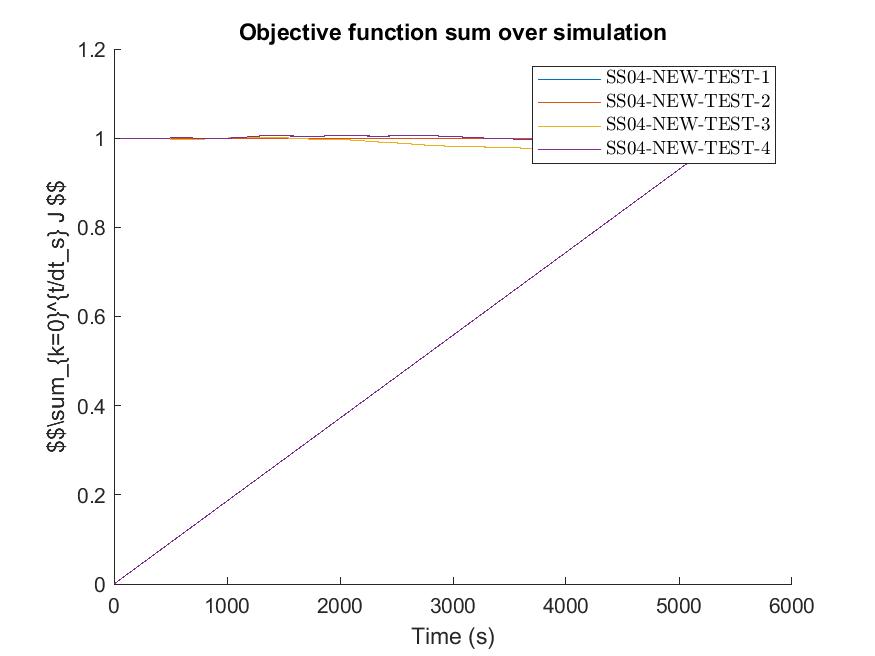 Objective function sum over simulation
1.2
1
0.8
0.6
0.4
0.2
0
$$\sum_{k=0}^{t/dt_s} J $$
SS04-NEW-TEST-1
SS04-NEW-TEST-2
SS04-NEW-TEST-3
SS04-NEW-TEST-4
0 1000 2000 3000 4000 5000 6000
Time (s)